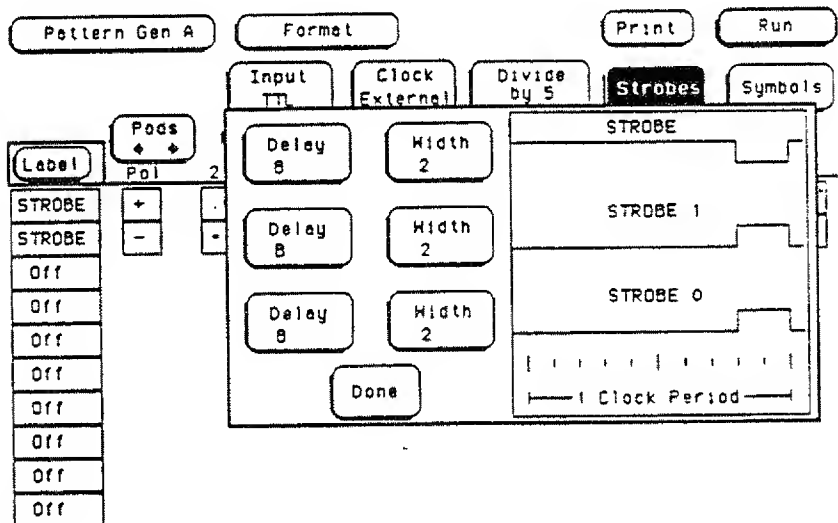 Pattern Gen A
Format
Print
Run
Input
TTL
Clock
External
Divide
by 5
Strobes
Symbols
Label
Pods
Pol
2
STROBE +
STROBE -
Off
Off
Off
Off
Off
Off
Off
Off
Delay
8
Width
2
Delay
8
Width
2
Delay
8
Width
2
Done
STROBE
STROBE 1
STROBE 0
1 Clock Period